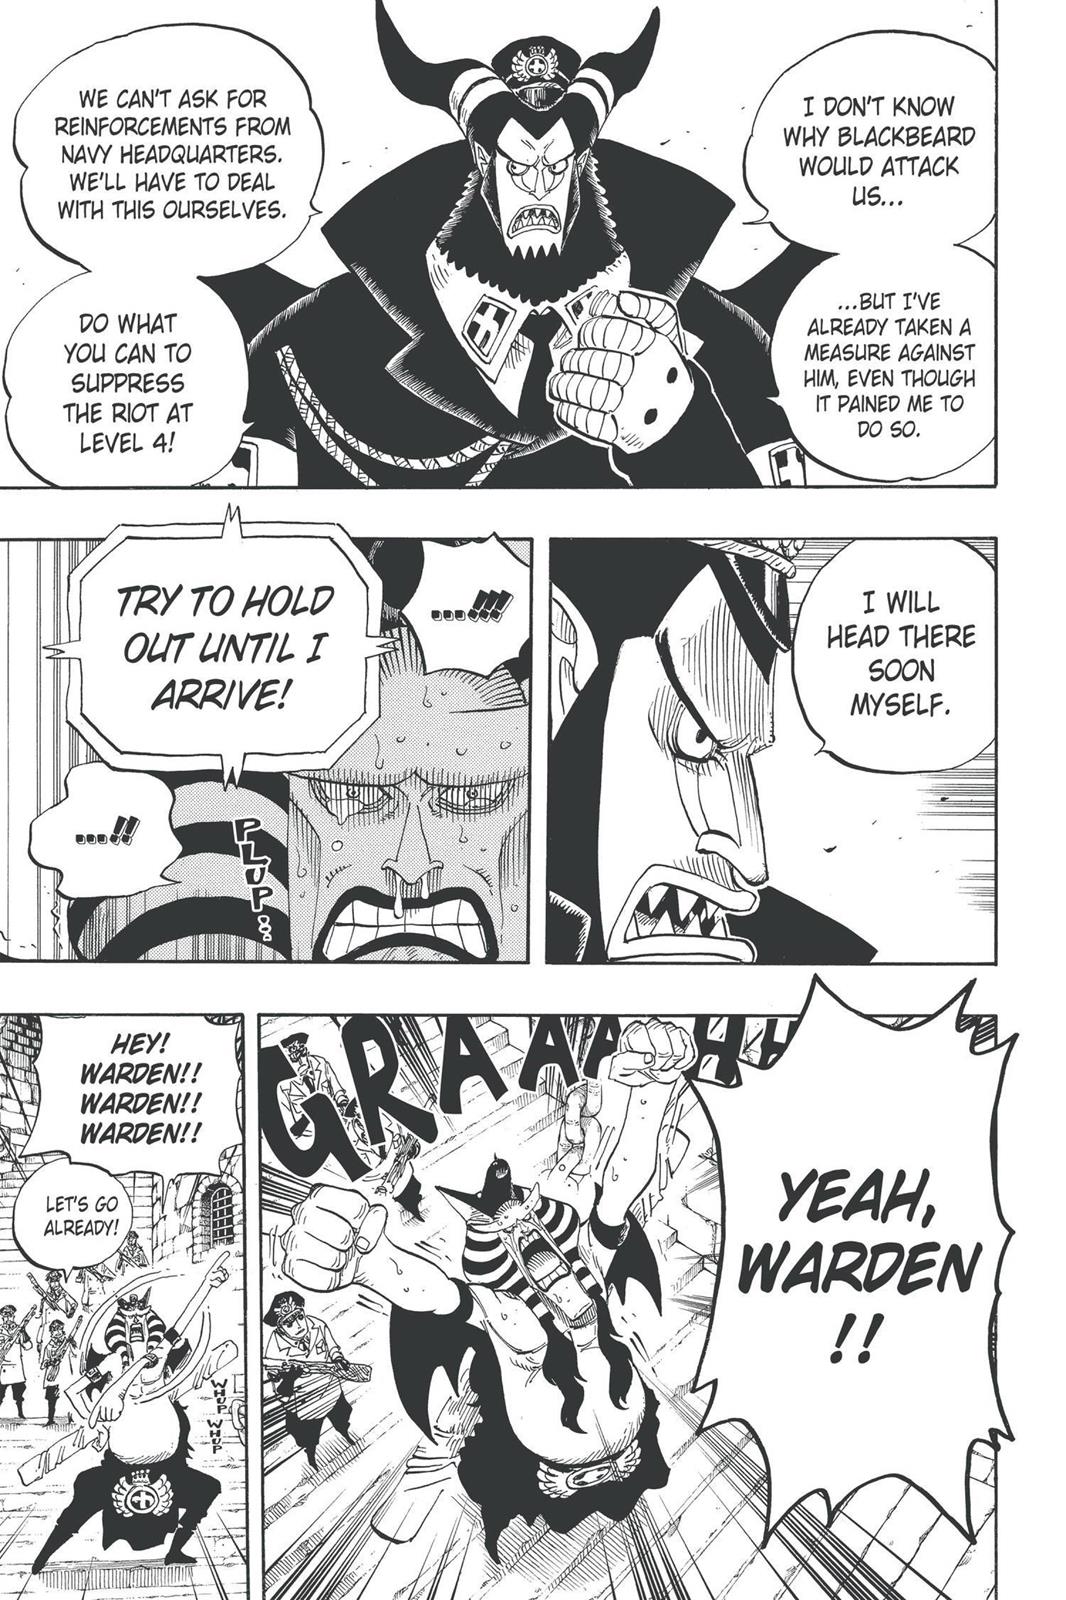 I DON'T KNOW
WHY BLACKBEARD
WOULD ATTACK
US...
...BUT I'VE
ALREADY TAKEN A
MEASURE AGAINST
HIM, EVEN THOUGH
IT PAINED ME TO
DO SO.
WE CAN'T ASK FOR
REINFORCEMENTS FROM
NAVY HEADQUARTERS.
WE'LL HAVE TO DEAL
WITH THIS OURSELVES.
DO WHAT
YOU CAN TO
SUPPRESS
THE RIOT AT
LEVEL 4!
I WILL
HEAD THERE
SOON
MYSELF.
....!!!
TRY TO HOLD
OUT UNTIL I
ARRIVE!
....!!
PLUP...
GRAAAAHH
YEAH,
WARDEN
!!
HEY!
WARDEN!!
WARDEN!!
WARDEN!!
LET'S GO
ALREADY!
WHUP WHUP